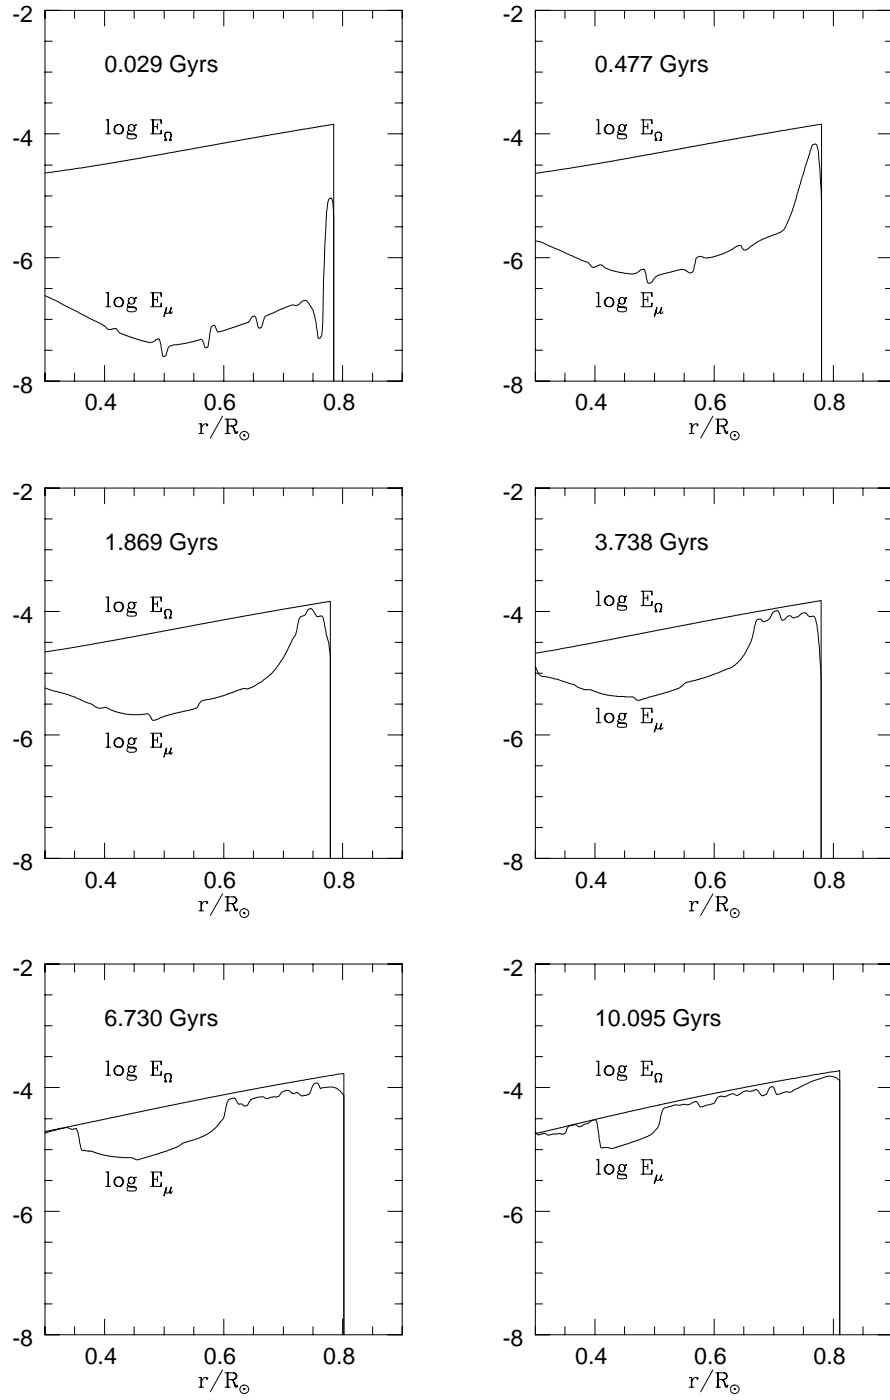 -2
-4
-6
-8
0.029 Gyrs
log E_Ω
log E_μ
0.4 0.6 0.8
r/R_⊙
-2
-4
-6
-8
0.477 Gyrs
log E_Ω
log E_μ
0.4 0.6 0.8
r/R_⊙
-2
-4
-6
-8
1.869 Gyrs
log E_Ω
log E_μ
0.4 0.6 0.8
r/R_⊙
-2
-4
-6
-8
3.738 Gyrs
log E_Ω
log E_μ
0.4 0.6 0.8
r/R_⊙
-2
-4
-6
-8
6.730 Gyrs
log E_Ω
log E_μ
0.4 0.6 0.8
r/R_⊙
-2
-4
-6
-8
10.095 Gyrs
log E_Ω
log E_μ
0.4 0.6 0.8
r/R_⊙